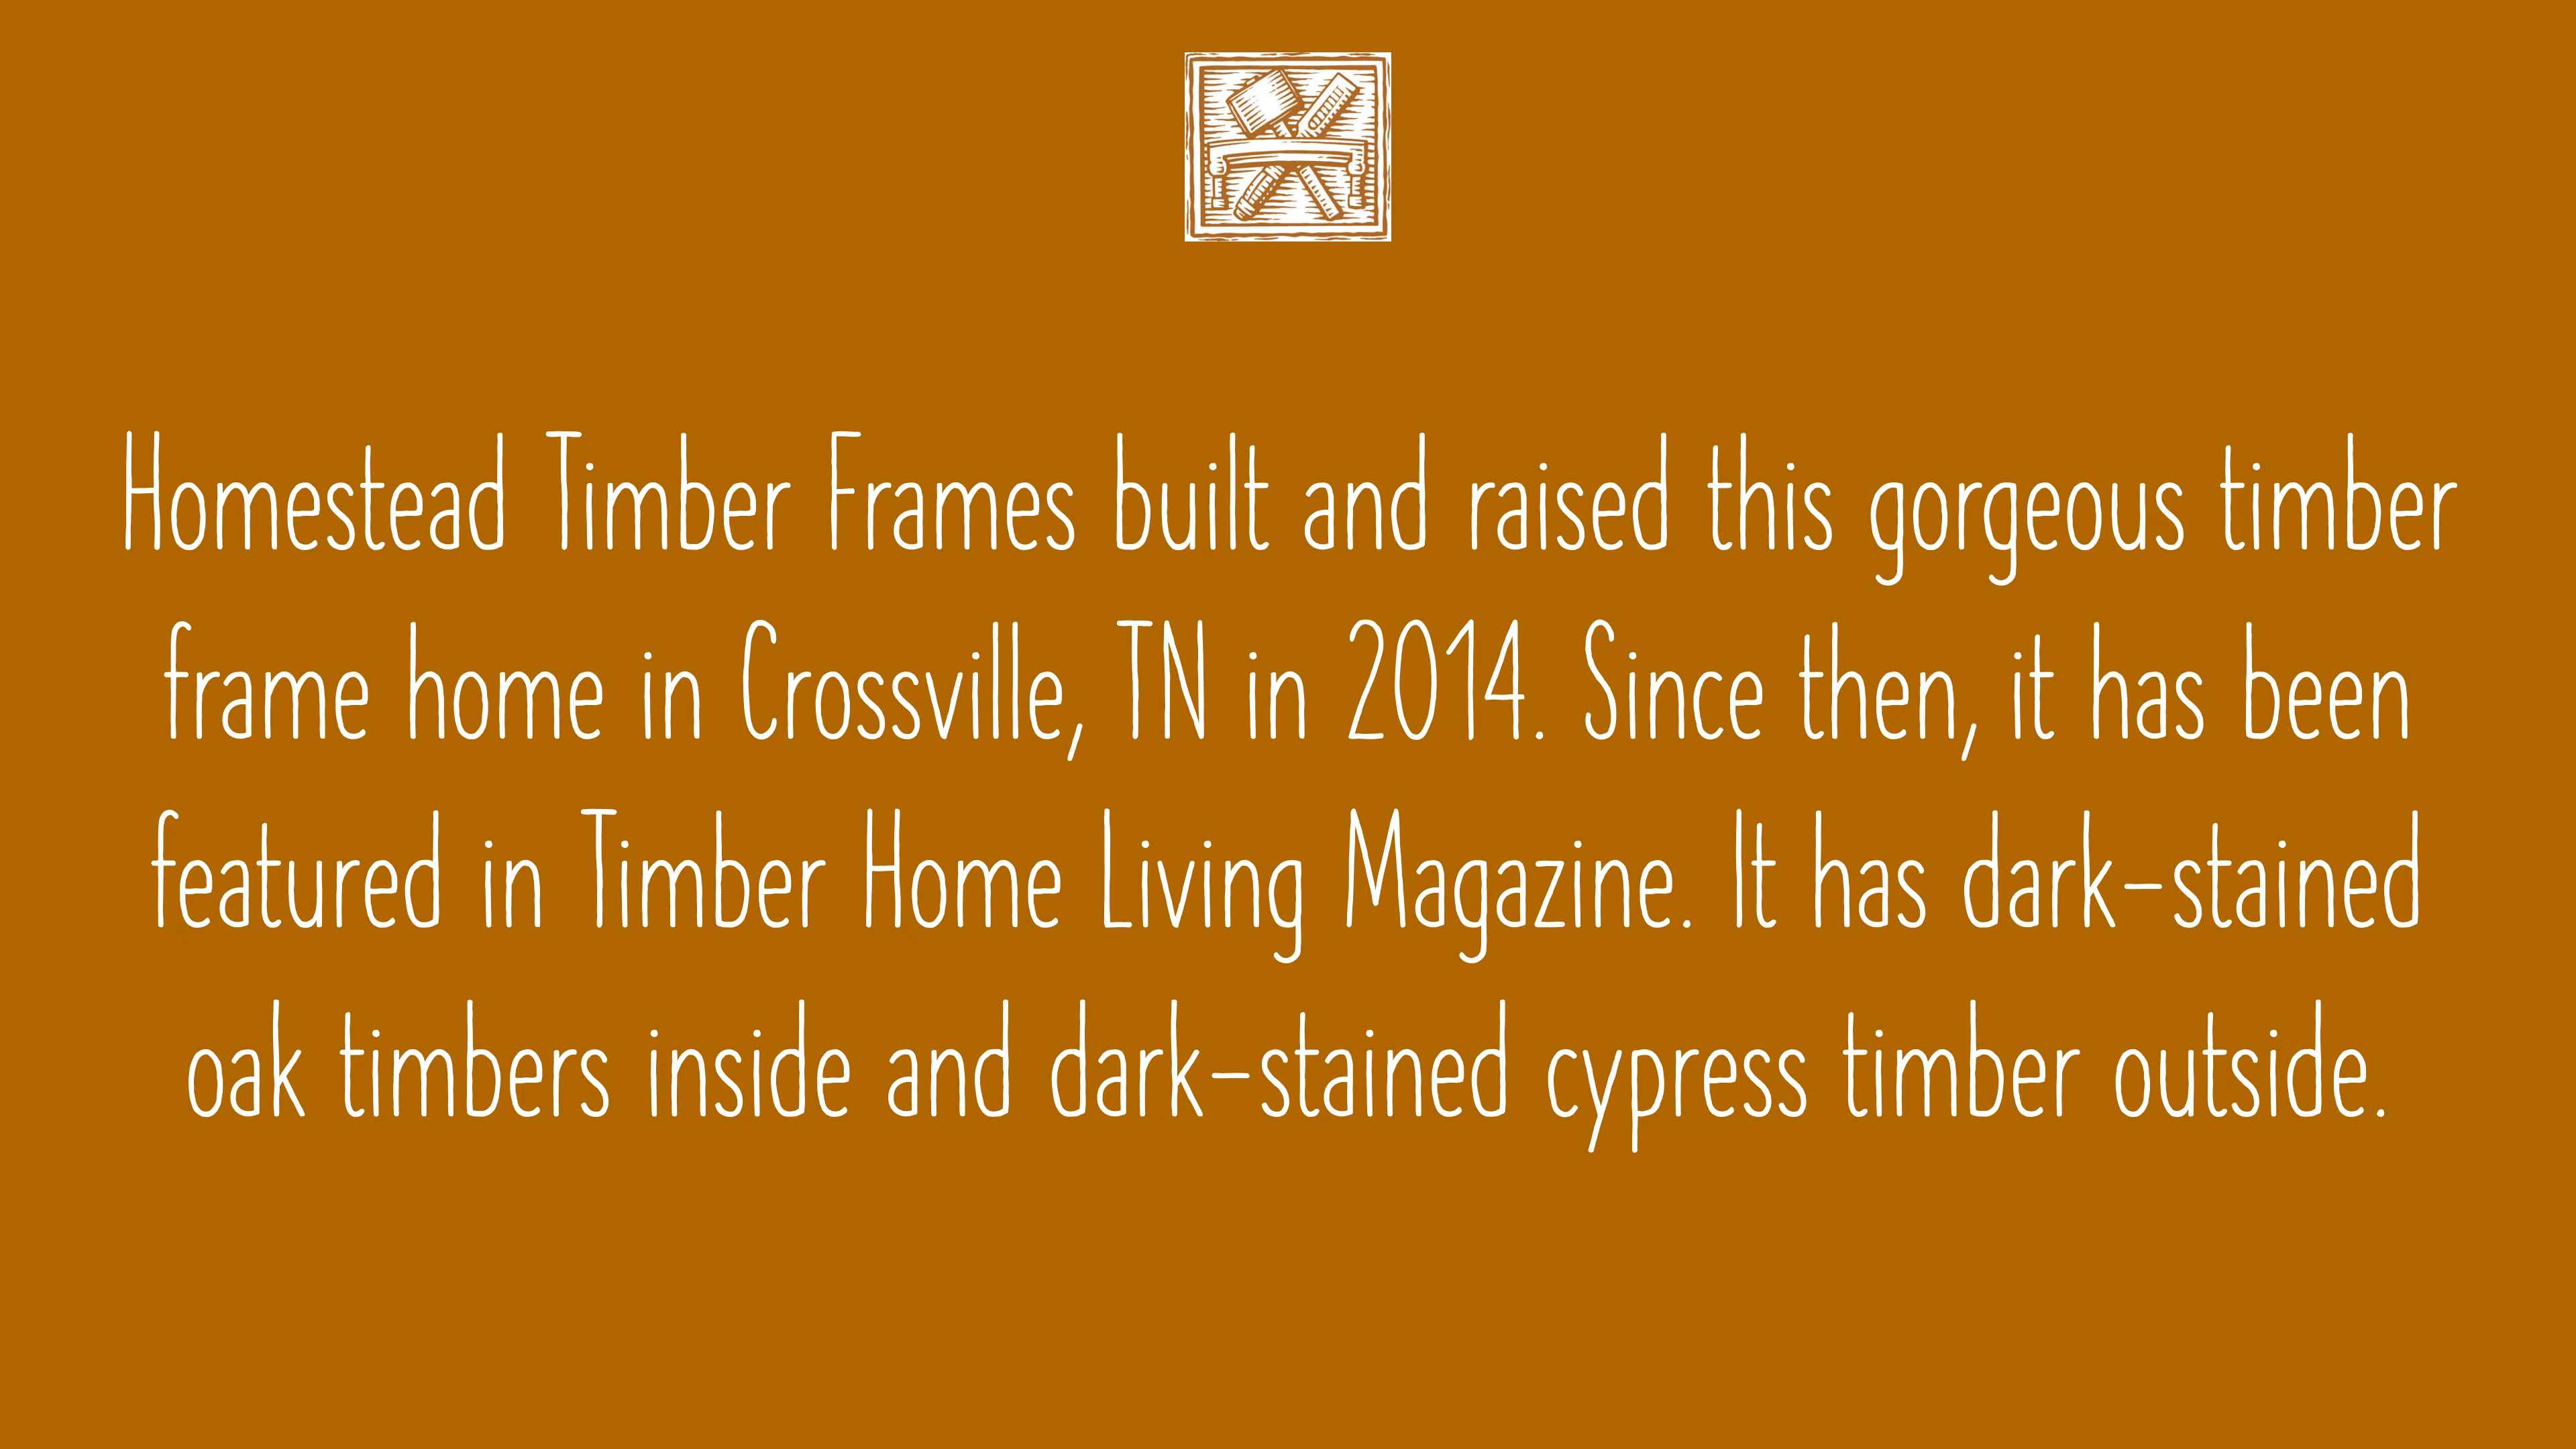 Homestead Timber Frames built and raised this gorgeous timber
frame home in Crossville, TN in 2014. Since then, it has been
featured in Timber Home Living Magazine. It has dark-stained
oak timbers inside and dark-stained cypress timber outside.